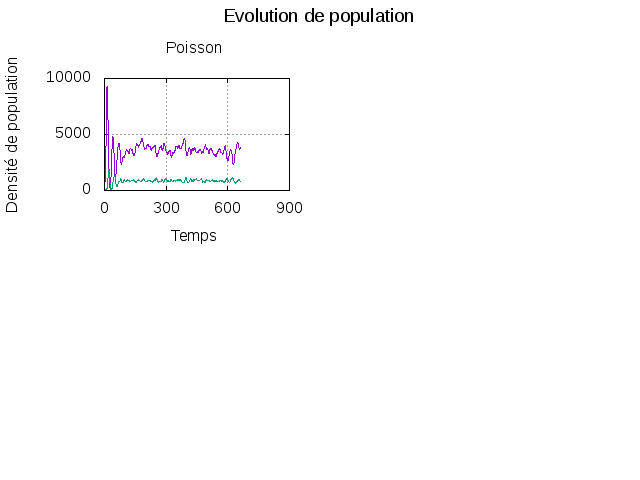 Evolution de population
Poisson
Densité de population
10000
5000
0
0 300 600 900
Temps